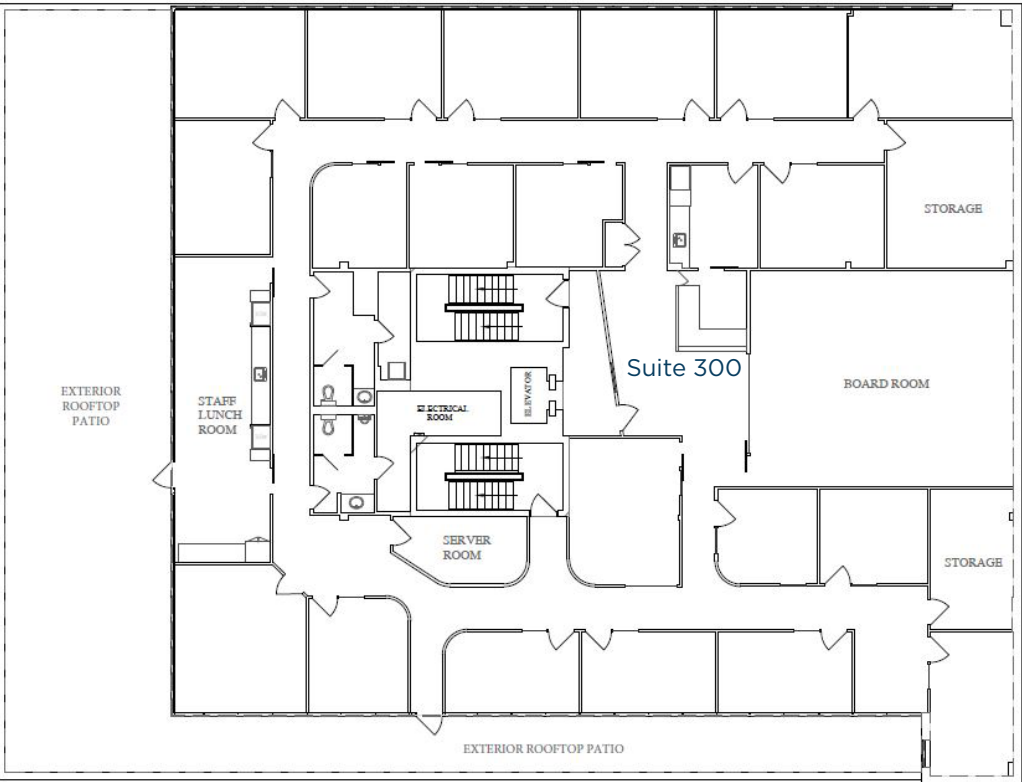 STORAGE
Suite 300
BOARD ROOM
EXTERIOR
ROOFTOP
PATIO
STAFF
LUNCH
ROOM
ELECTRICAL
ROOM
ELEVATOR
SERVER
ROOM
STORAGE
EXTERIOR ROOFTOP PATIO